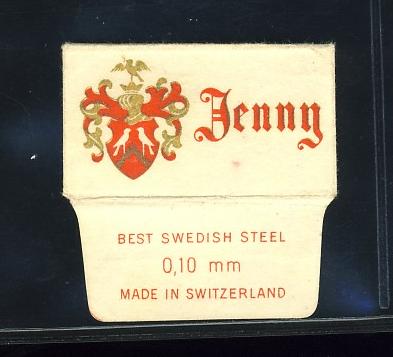 Jenny
BEST SWEDISH STEEL
0,10 mm
MADE IN SWITZERLAND